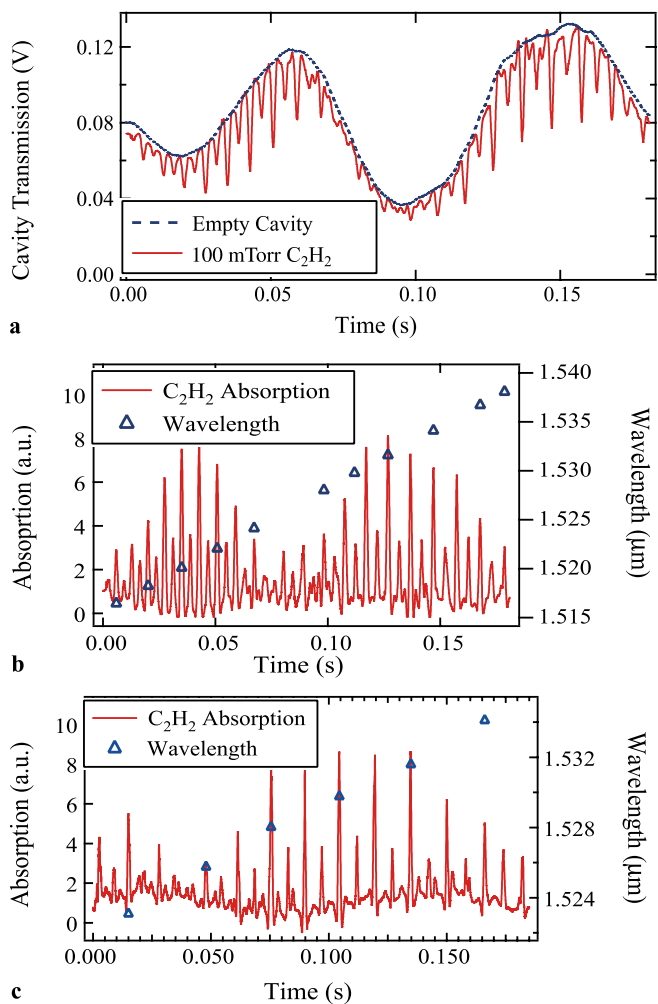 0.12
0.08
0.04
0.00
Cavity Transmission (V)
Empty Cavity
100 mTorr C₂H₂
0.00
0.05
0.10
0.15
Time (s)
a
10
8
6
4
2
0
Absoprtion (a.u.)
C₂H₂ Absorption
Wavelength
1.540
1.535
1.530
1.525
1.520
1.515
Wavelength (μm)
0.00
0.05
0.10
0.15
Time (s)
b
10
8
6
4
2
0
Absorption (a.u.)
C₂H₂ Absorption
Wavelength
1.532
1.528
1.524
Wavelength (μm)
0.000
0.050
0.100
0.150
Time (s)
c